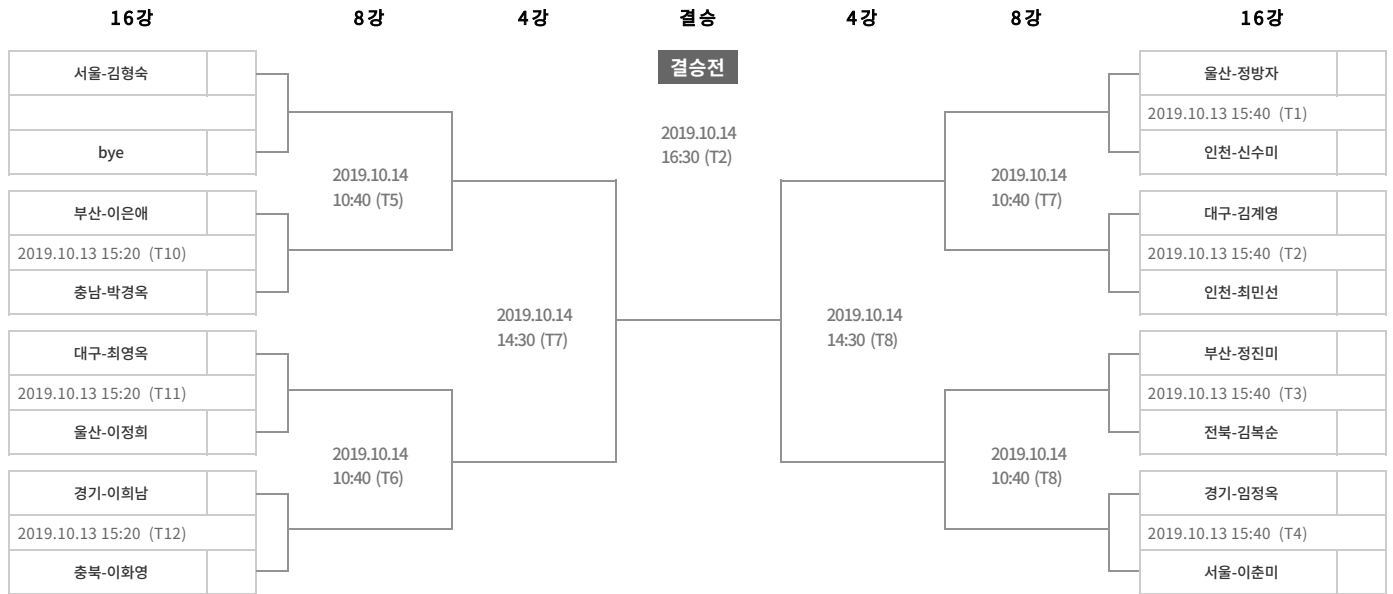 16강 8강 4강 결승 4강 8강 16강
결승전
서울-김형숙
bye
부산-이은애
2019.10.13 15:20 (T10)
충남-박경옥
대구-최영옥
2019.10.13 15:20 (T11)
울산-이정희
경기-이희남
2019.10.13 15:20 (T12)
충북-이화영
2019.10.14
10:40 (T5)
2019.10.14
10:40 (T6)
2019.10.14
14:30 (T7)
2019.10.14
16:30 (T2)
2019.10.14
14:30 (T8)
2019.10.14
10:40 (T7)
2019.10.14
10:40 (T8)
울산-정방자
2019.10.13 15:40 (T1)
인천-신수미
대구-김계영
2019.10.13 15:40 (T2)
인천-최민선
부산-정진미
2019.10.13 15:40 (T3)
전북-김복순
경기-임정옥
2019.10.13 15:40 (T4)
서울-이춘미